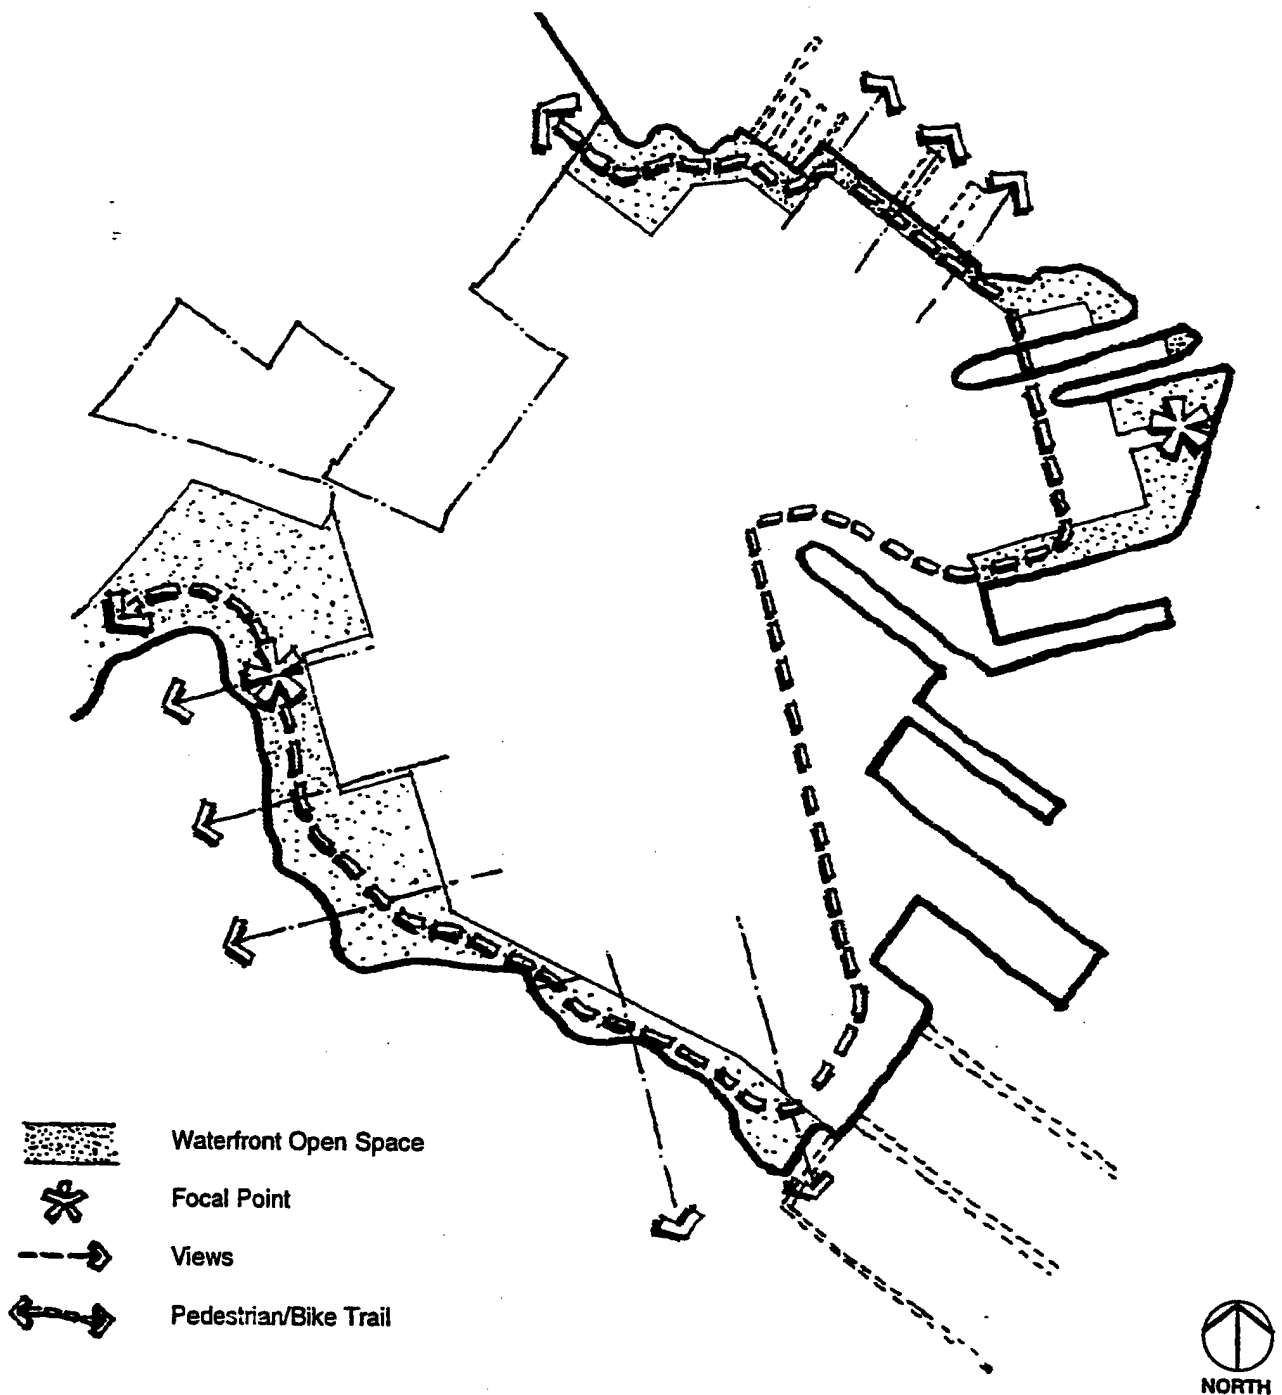 Waterfront Open Space
Focal Point
Views
Pedestrian/Bike Trail
NORTH